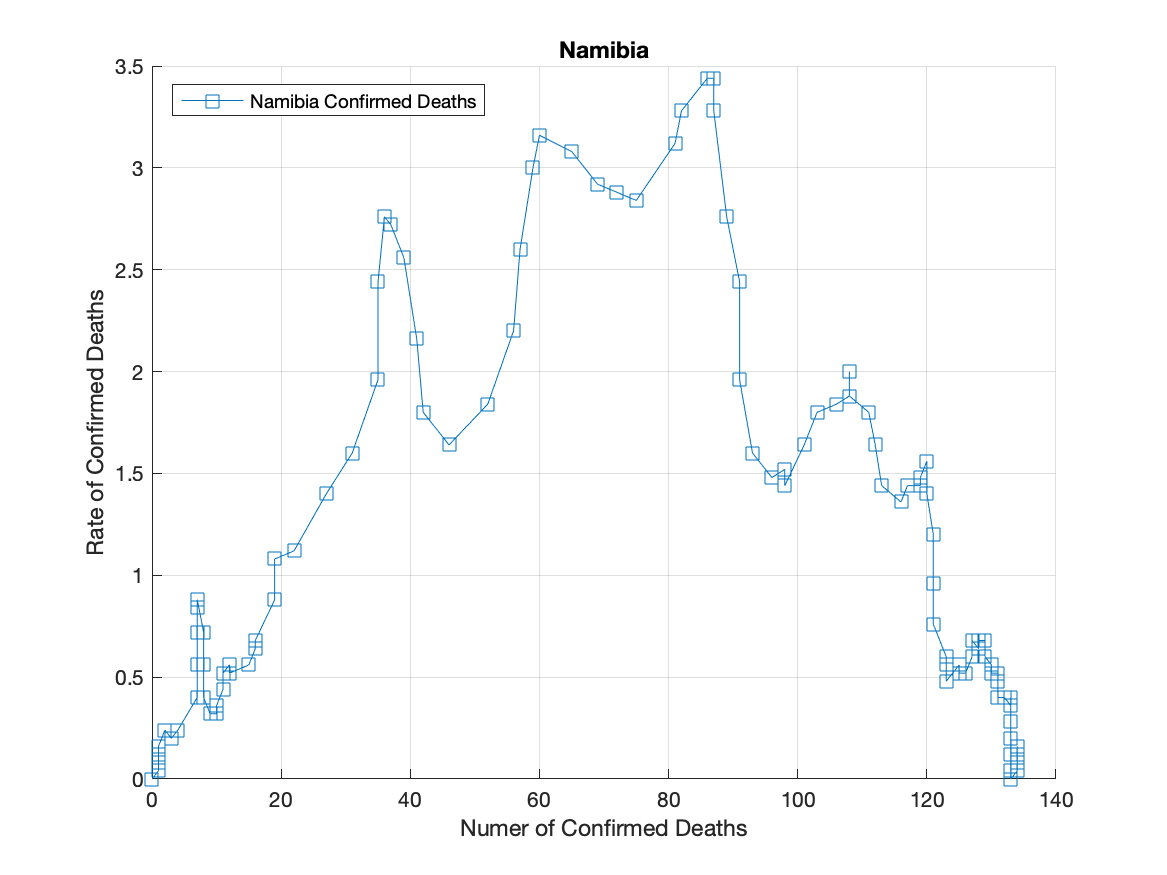 Namibia
Namibia Confirmed Deaths
3.5
3
2.5
2
1.5
1
0.5
0
Rate of Confirmed Deaths
0 20 40 60 80 100 120 140
Numer of Confirmed Deaths